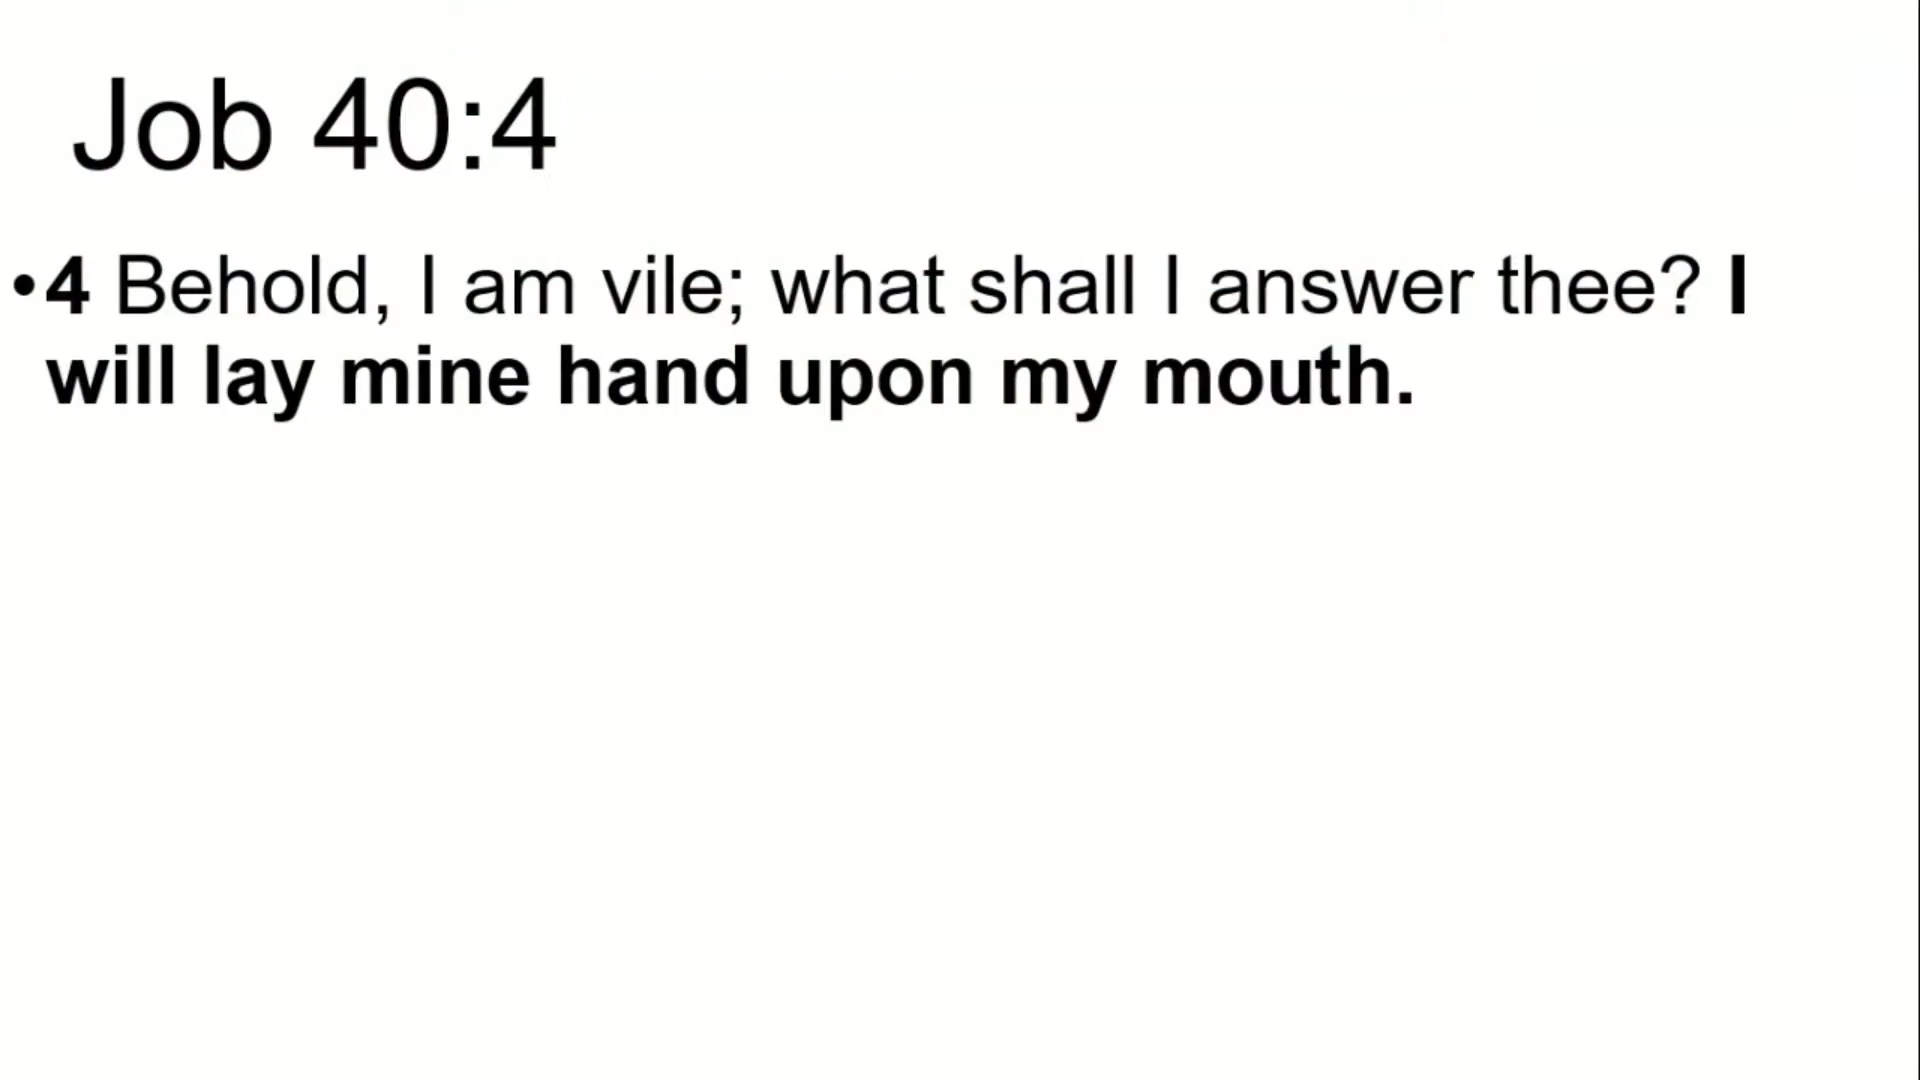 Job 40:4
•4 Behold, I am vile; what shall I answer thee? I
will lay mine hand upon my mouth.